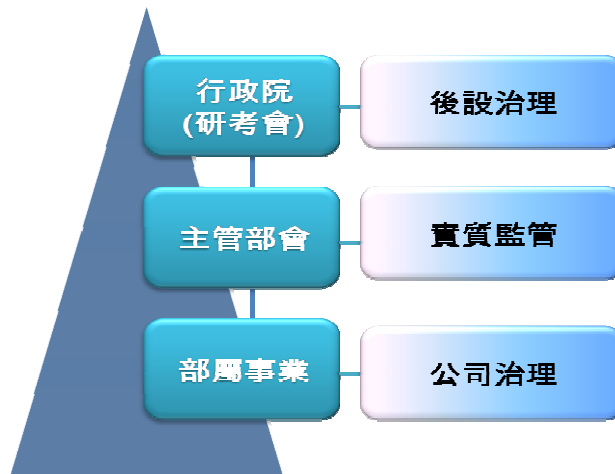 行政院
(研考會)
後設治理
主管部會
實質監管
部屬事業
公司治理